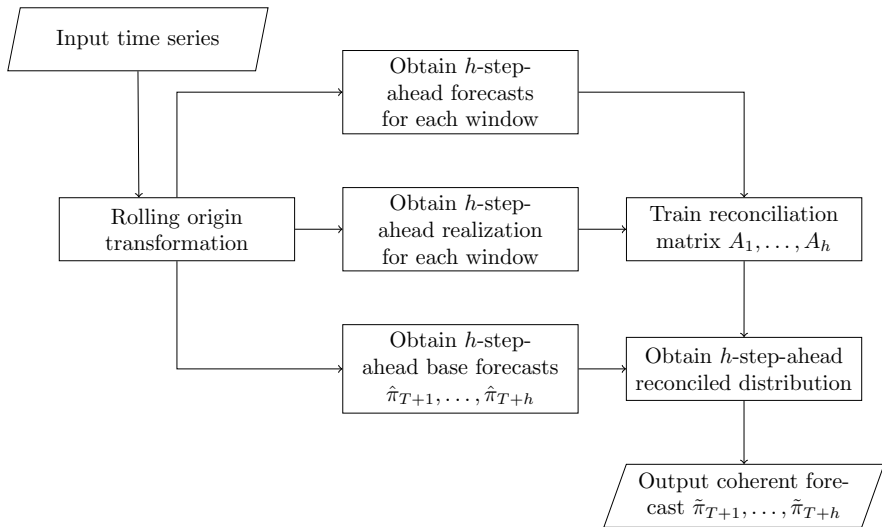 Input time series
Obtain h-step-
ahead forecasts
for each window
Rolling origin
transformation
Obtain h-step-
ahead realization
for each window
Train reconciliation
matrix A₁, . . . , Aₕ
Obtain h-step-
ahead base forecasts
π̂_{T+1}, . . . , π̂_{T+h}
Obtain h-step-ahead
reconciled distribution
Output coherent fore-
cast π̃_{T+1}, . . . , π̃_{T+h}